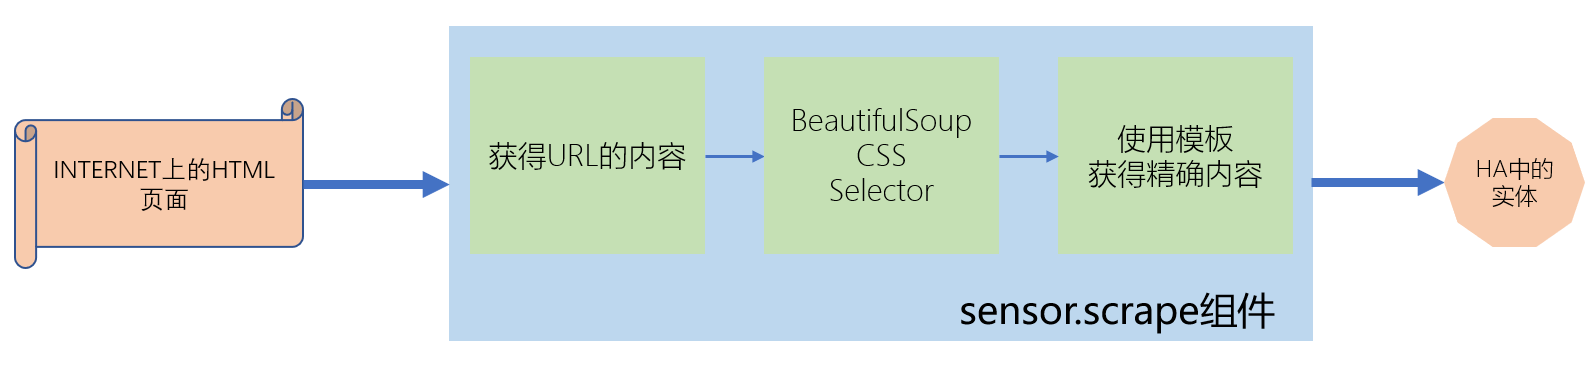 INTERNET上的HTML
页面
获得URL的内容
BeautifulSoup
CSS
Selector
使用模板
获得精确内容
sensor.scrape组件
HA中的
实体